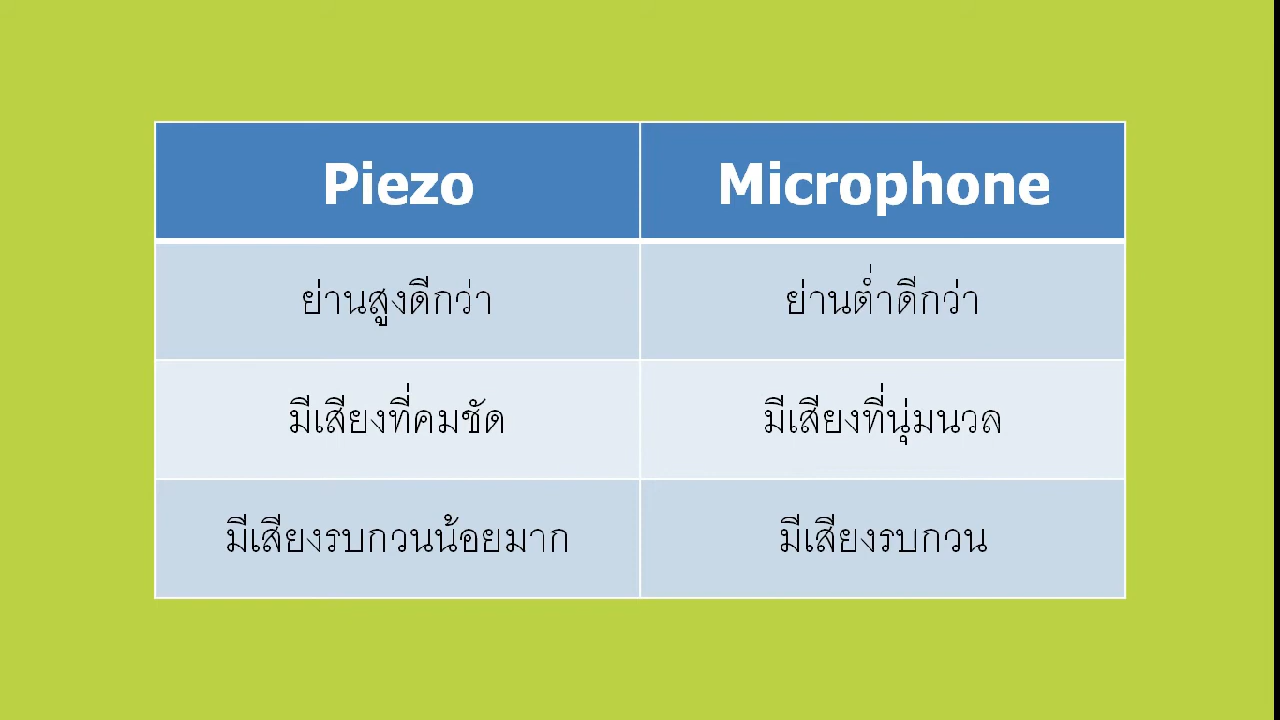 Piezo
Microphone
ย่านสูงดีกว่า
ย่านต่ำดีกว่า
มีเสียงที่คมชัด
มีเสียงที่นุ่มนวล
มีเสียงรบกวนน้อยมาก
มีเสียงรบกวน